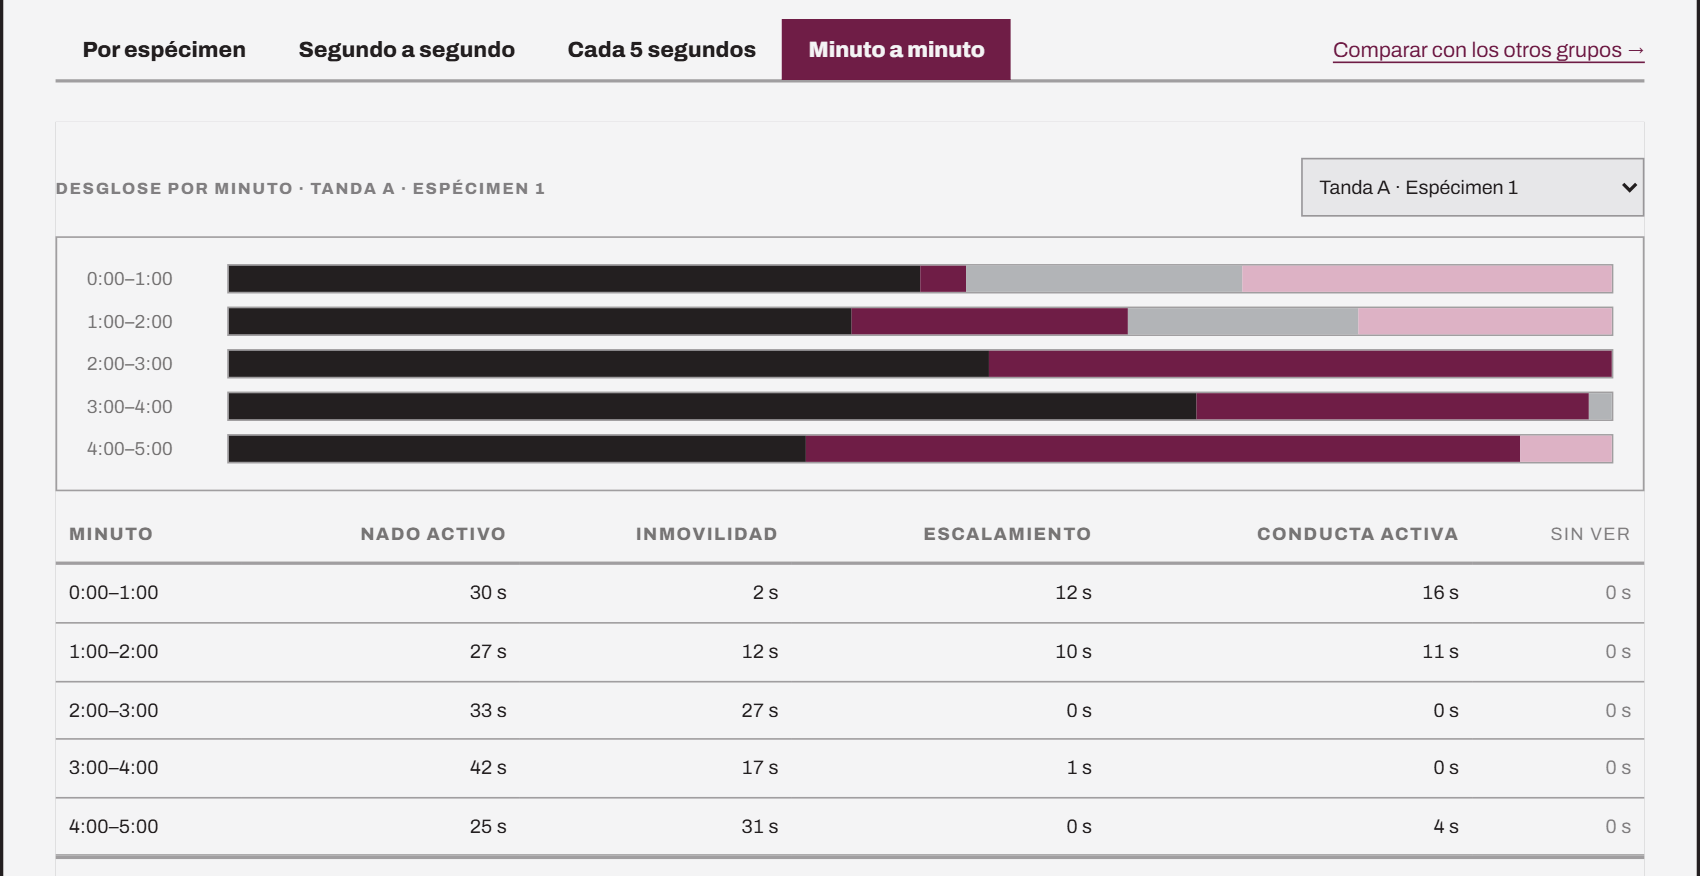 Por espécimen Segundo a segundo Cada 5 segundos Minuto a minuto Comparar con los otros grupos →
DESGLOSE POR MINUTO · TANDA A · ESPÉCIMEN 1
Tanda A · Espécimen 1
0:00–1:00
1:00–2:00
2:00–3:00
3:00–4:00
4:00–5:00
MINUTO NADO ACTIVO INMOVILIDAD ESCALAMIENTO CONDUCTA ACTIVA SIN VER
0:00–1:00 30 s 2 s 12 s 16 s 0 s
1:00–2:00 27 s 12 s 10 s 11 s 0 s
2:00–3:00 33 s 27 s 0 s 0 s 0 s
3:00–4:00 42 s 17 s 1 s 0 s 0 s
4:00–5:00 25 s 31 s 0 s 4 s 0 s